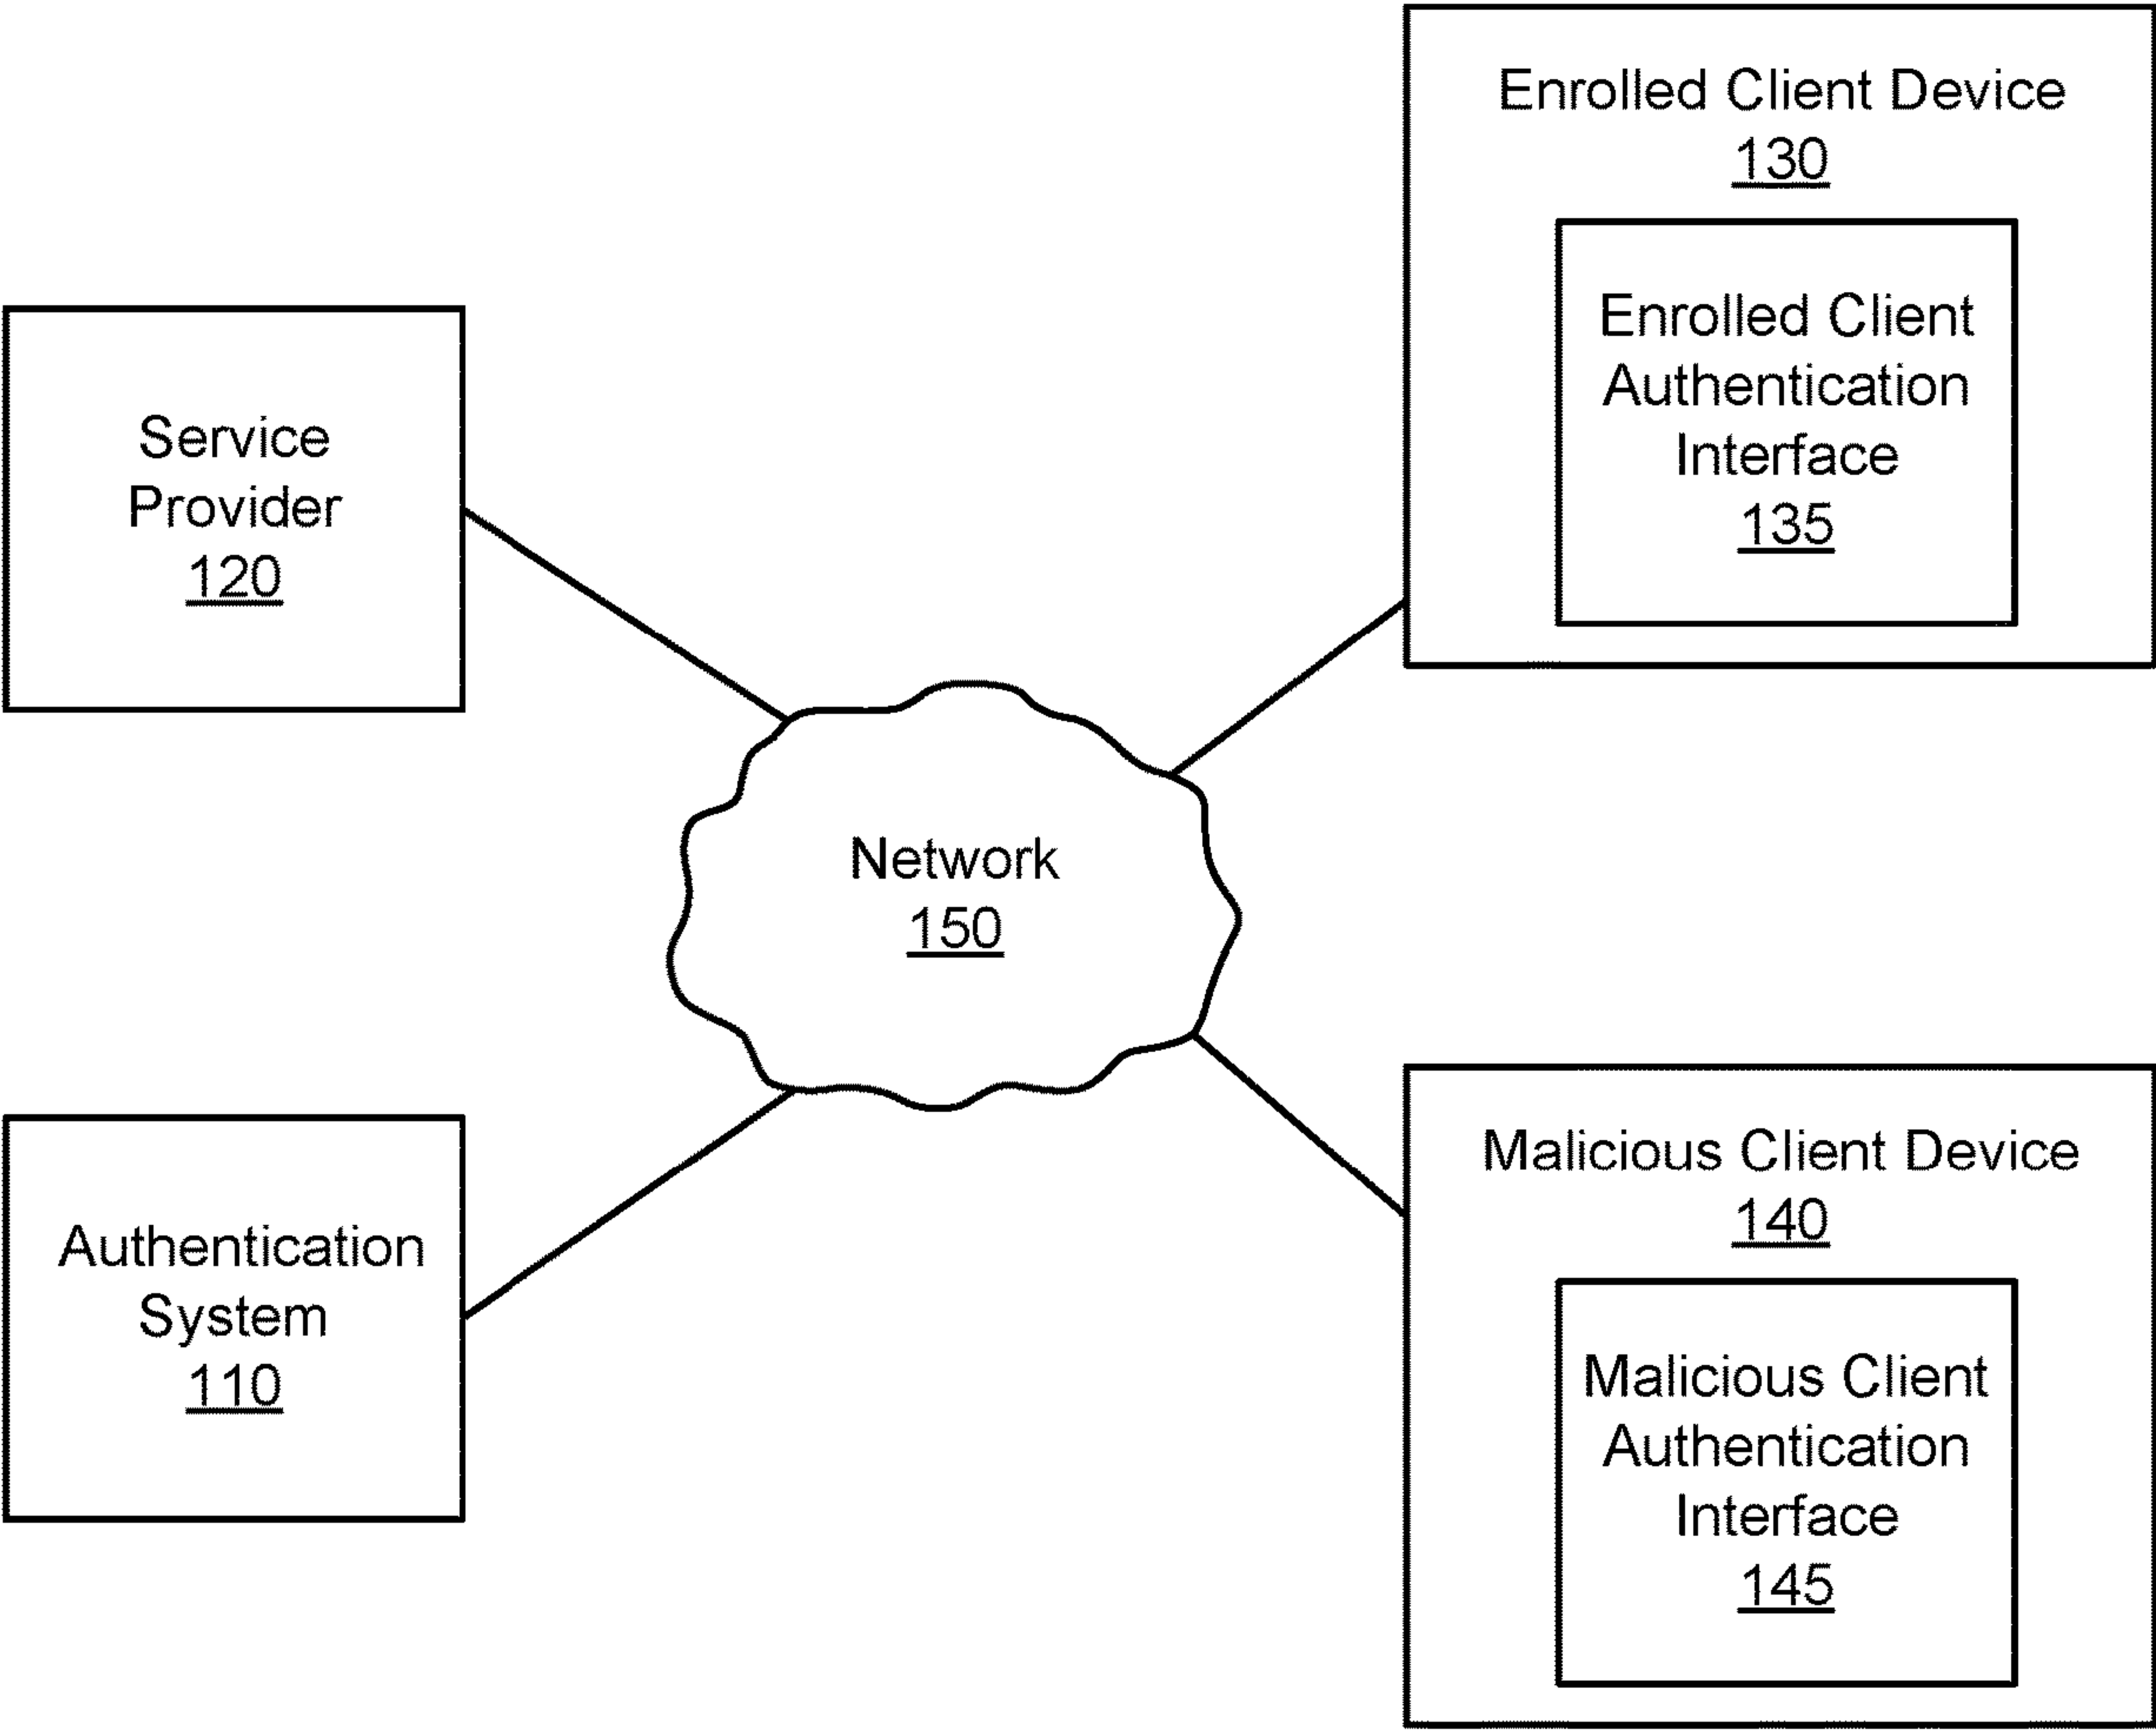 Enrolled Client Device
130
Enrolled Client
Authentication
Interface
135
Service
Provider
120
Network
150
Authentication
System
110
Malicious Client Device
140
Malicious Client
Authentication
Interface
145